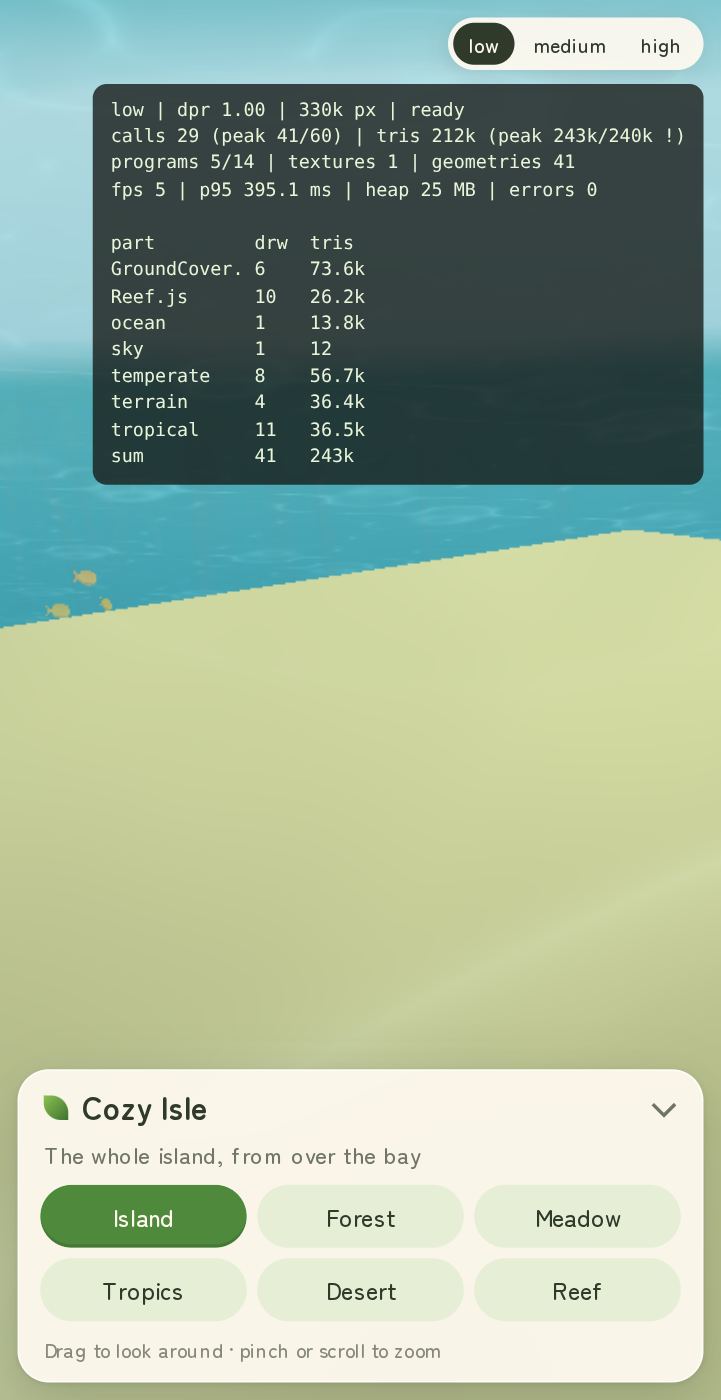 low medium high
low | dpr 1.00 | 330k px | ready
calls 29 (peak 41/60) | tris 212k (peak 243k/240k !)
programs 5/14 | textures 1 | geometries 41
fps 5 | p95 395.1 ms | heap 25 MB | errors 0
part drw tris
GroundCover. 6 73.6k
Reef.js 10 26.2k
ocean 1 13.8k
sky 1 12
temperate 8 56.7k
terrain 4 36.4k
tropical 11 36.5k
sum 41 243k
Cozy Isle
The whole island, from over the bay
Island Forest Meadow
Tropics Desert Reef
Drag to look around · pinch or scroll to zoom